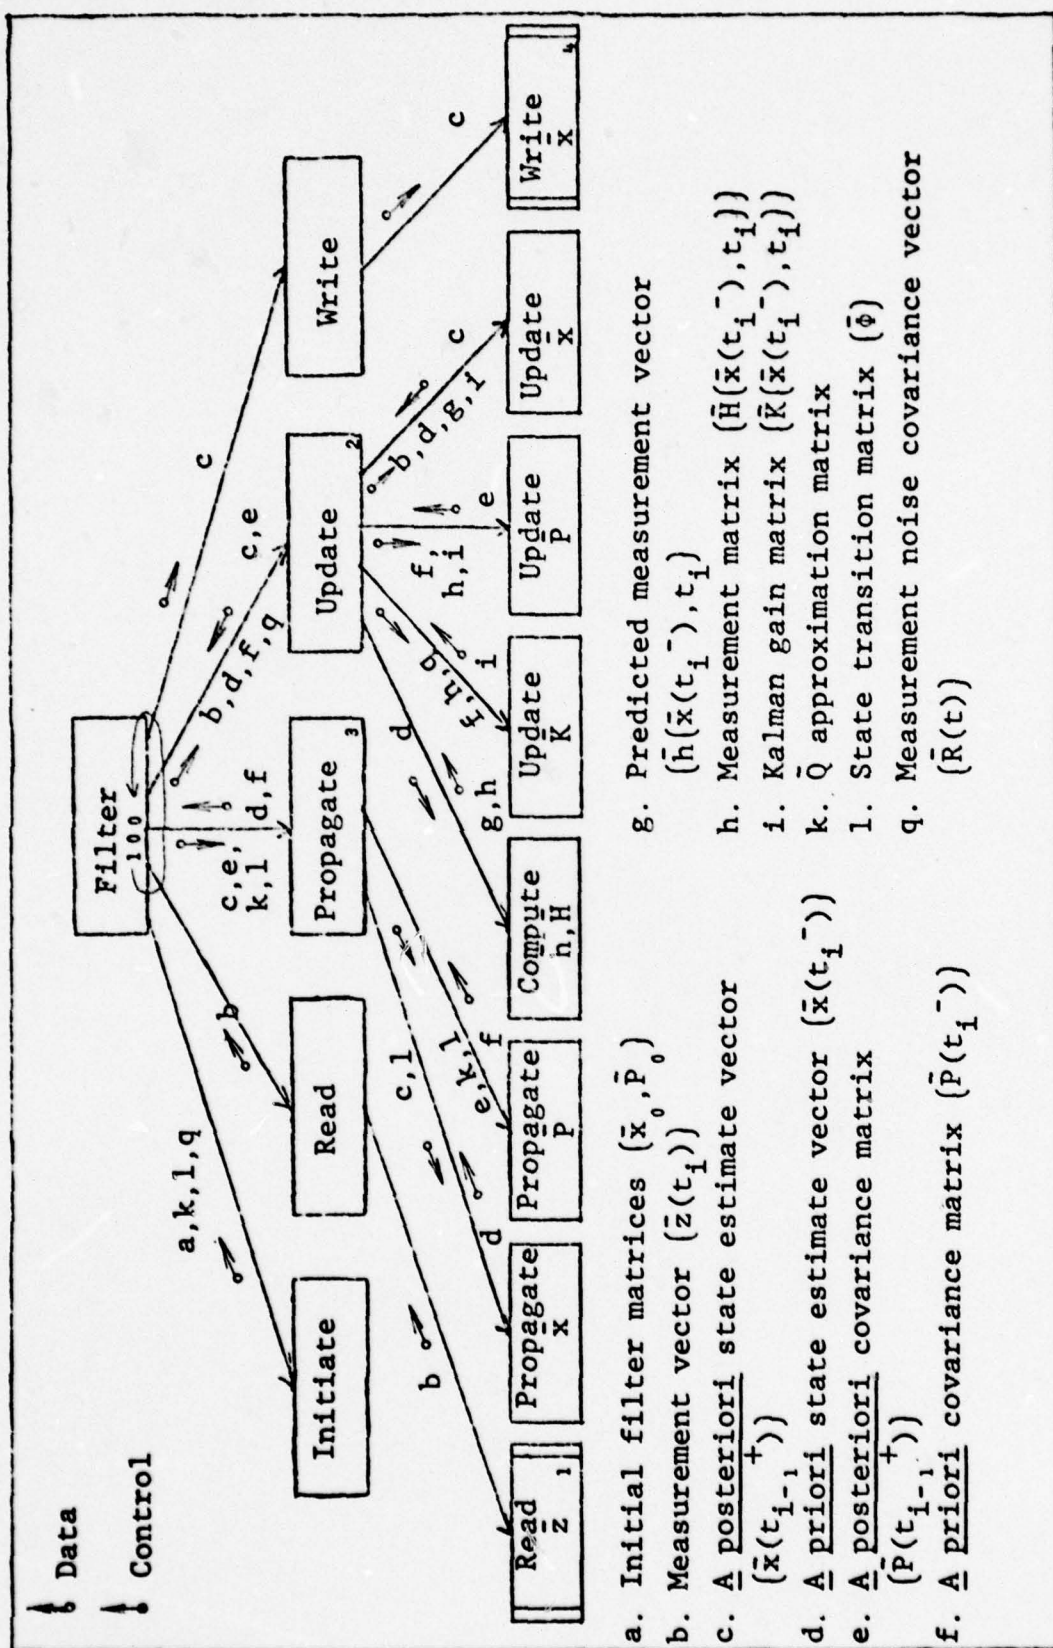 Data
Control
Filter
100
a,k,l,q
b
c,e,
k,l
d,f
b,d,f,q
c,e
c
Initiate
Read
Propagate
3
Update
2
Write
b
c,l
d
e,k,l
f
d
g,h
f,h,q
i
f,
h,i
e
b,d,g,i
c
c
Read
z̄
1
Propagate
x̄
Propagate
P̄
Compute
h̄,H̄
Update
K̄
Update
P̄
Update
x̄
Write
x̄
4
a. Initial filter matrices {x̄₀,P̄₀}
b. Measurement vector {z̄(tᵢ)}
c. A posteriori state estimate vector
{x̄(tᵢ₋₁⁺)}
d. A priori state estimate vector {x̄(tᵢ⁻)}
e. A posteriori covariance matrix
{P̄(tᵢ₋₁⁺)}
f. A priori covariance matrix {P̄(tᵢ⁻)}
g. Predicted measurement vector
{h̄{x̄(tᵢ⁻),tᵢ}
h. Measurement matrix {H̄{x̄(tᵢ⁻),tᵢ}}
i. Kalman gain matrix {K̄{x̄(tᵢ⁻),tᵢ}}
k. Q̄ approximation matrix
l. State transition matrix {Φ̄}
q. Measurement noise covariance vector
{R̄(t)}